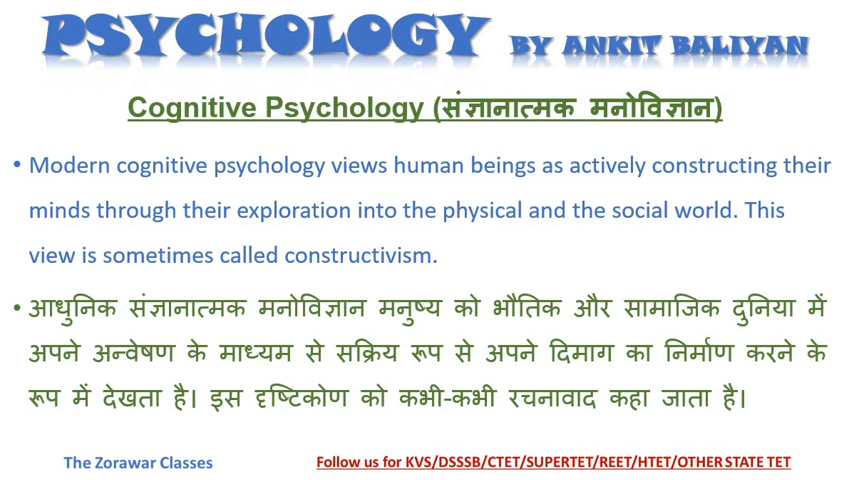 PSYCHOLOGY BY ANKIT BALIYAN
Cognitive Psychology (संज्ञानात्मक मनोविज्ञान)
• Modern cognitive psychology views human beings as actively constructing their
minds through their exploration into the physical and the social world. This
view is sometimes called constructivism.
• आधुनिक संज्ञानात्मक मनोविज्ञान मनुष्य को भौतिक और सामाजिक दुनिया में
अपने अन्वेषण के माध्यम से सक्रिय रूप से अपने दिमाग का निर्माण करने के
रूप में देखता है। इस दृष्टिकोण को कभी-कभी रचनावाद कहा जाता है।
The Zorawar Classes
Follow us for KVS/DSSSB/CTET/SUPERTET/REET/HTET/OTHER STATE TET